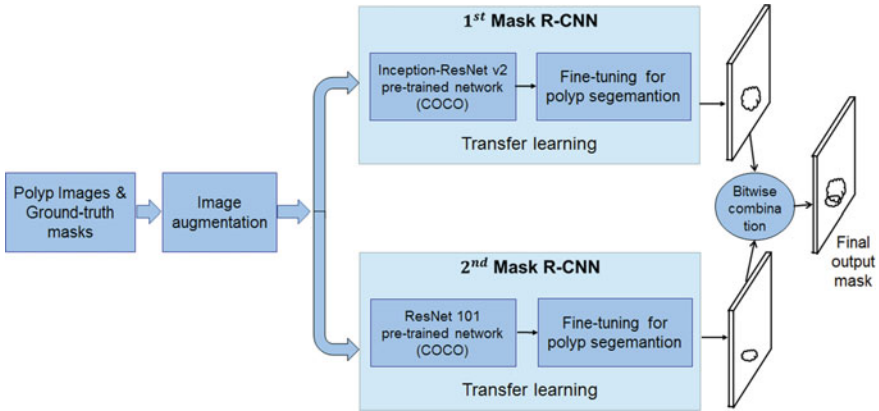 1st Mask R-CNN
Inception-ResNet v2
pre-trained network
(COCO)
Fine-tuning for
polyp segemantion
Transfer learning
Polyp Images &
Ground-truth
masks
Image
augmentation
Bitwise
combina
tion
Final
output
mask
2nd Mask R-CNN
ResNet 101
pre-trained network
(COCO)
Fine-tuning for
polyp segemantion
Transfer learning